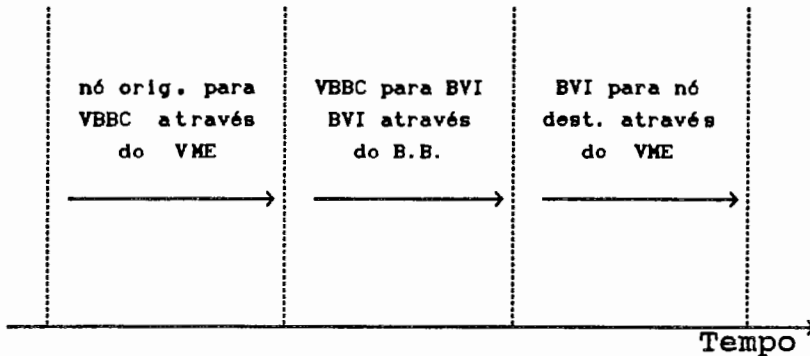 nó orig. para
VBBC através
do VME
VBBC para BVI
BVI através
do B.B.
BVI para nó
dest. através
do VME
Tempo